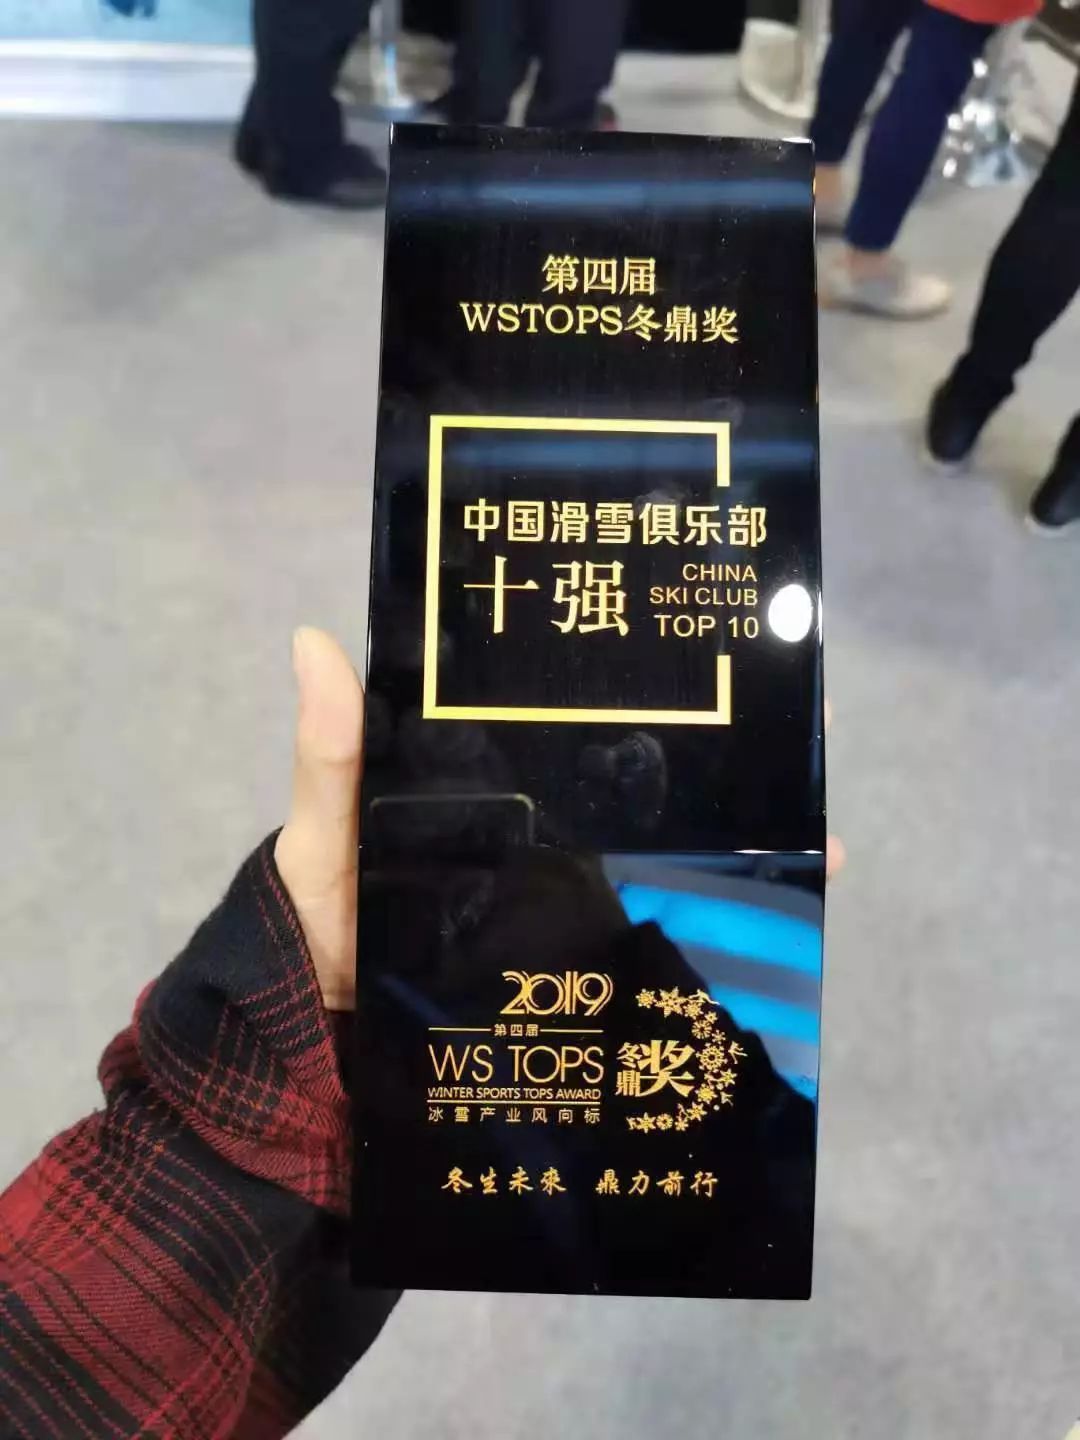 第四届
WSTOPS冬鼎奖
中国滑雪俱乐部
十强
CHINA
SKI CLUB
TOP 10
2019
第四届
WS TOPS
WINTER SPORTS TOPS AWARD
冰雪产业风向标
冬鼎奖
冬生未來 鼎力前行